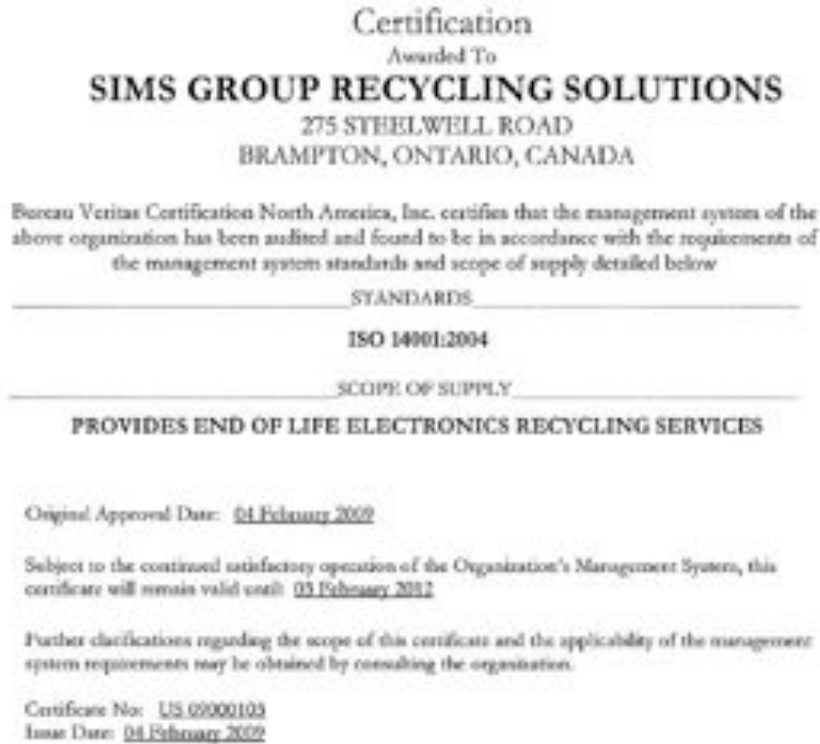 Certification
Awarded To
SIMS GROUP RECYCLING SOLUTIONS
275 STEELWELL ROAD
BRAMPTON, ONTARIO, CANADA
Bureau Veritas Certification North America, Inc. certifies that the management system of the
above organization has been audited and found to be in accordance with the requirements of
the management system standards and scope of supply detailed below
STANDARDS
ISO 14001:2004
SCOPE OF SUPPLY
PROVIDES END OF LIFE ELECTRONICS RECYCLING SERVICES
Original Approval Date: 04 February 2009
Subject to the continued satisfactory operation of the Organization's Management System, this
certificate will remain valid until: 03 February 2012
Further clarifications regarding the scope of this certificate and the applicability of the management
system requirements may be obtained by consulting the organization.
Certificate No: US
Issue Date: 04 February 2009